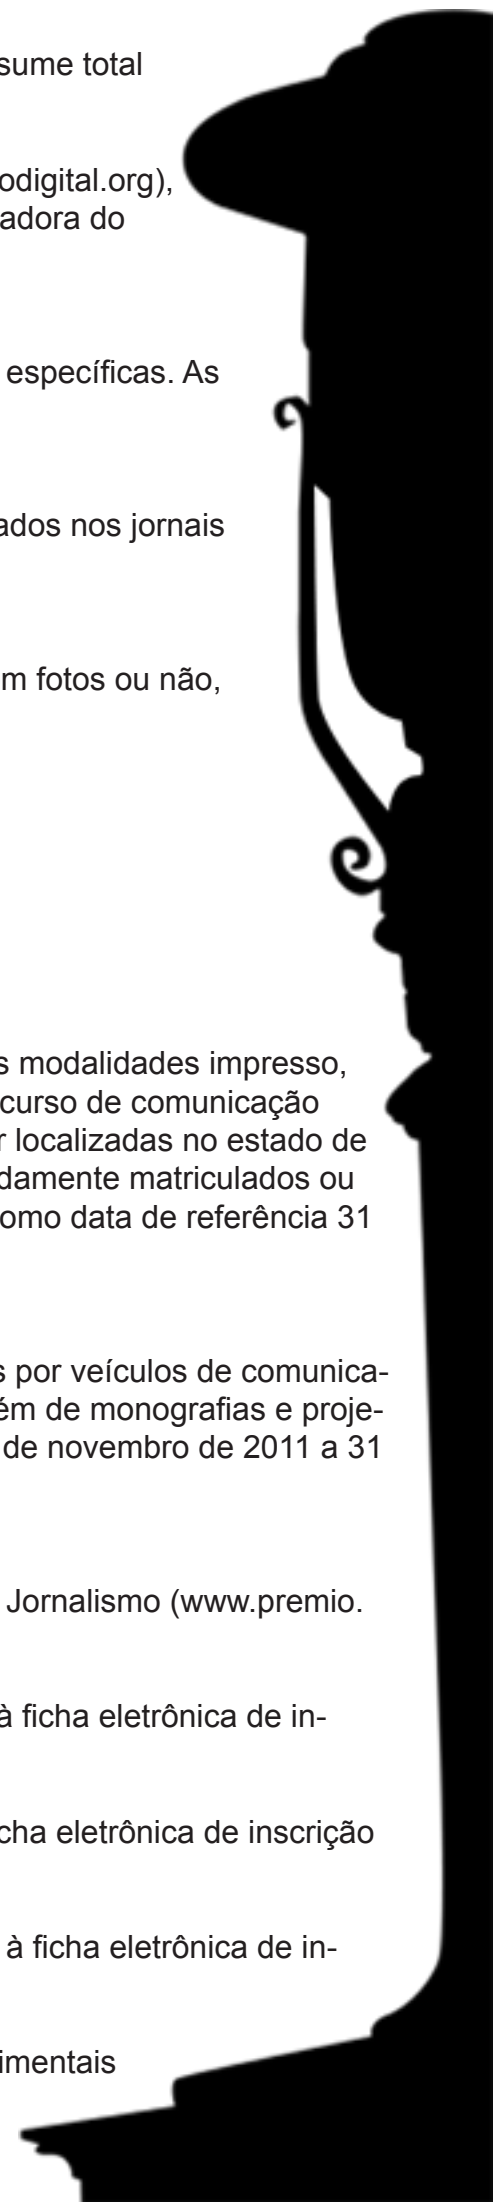 sume total
odigital.org),
adora do
específicas. As
ados nos jornais
m fotos ou não,
s modalidades impresso,
curso de comunicação
r localizadas no estado de
damente matriculados ou
omo data de referência 31
s por veículos de comunica-
ém de monografias e proje-
de novembro de 2011 a 31
Jornalismo (www.premio.
à ficha eletrônica de in-
cha eletrônica de inscrição
à ficha eletrônica de in-
imentais